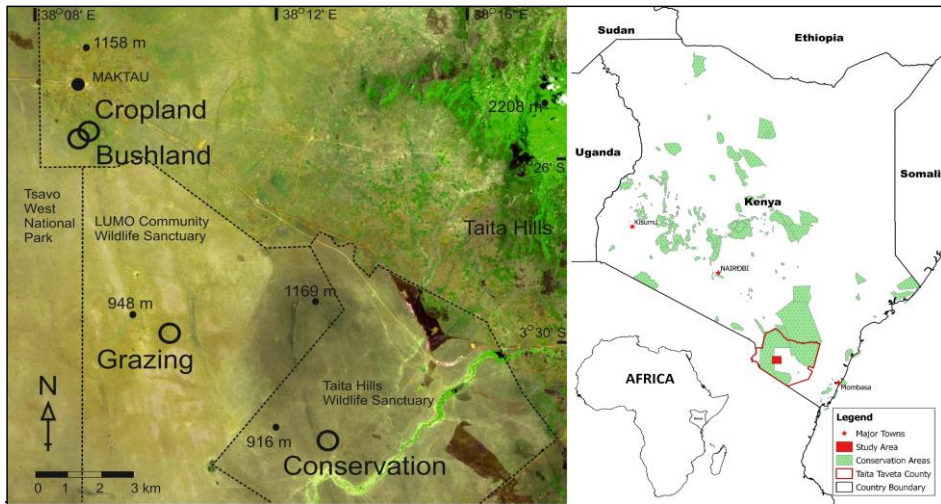 38° 08' E
38° 12'
38° 16' E
1158 m
MAKTAU
2208 m
Cropland
Bushland
26' S
Tsavo
West
National
Park
LUMO Community
Wildlife Sanctuary
Taita Hills
948 m
1169 m
3° 30' S
Grazing
N
Taita Hills
Wildlife Sanctuary
916 m
Conservation
0 1 2 3 km
Sudan
Ethiopia
Uganda
Somali
Kenya
Kisumu
NAIROBI
Mombasa
AFRICA
Legend
Major Towns
Study Area
Conservation Areas
Taita Taveta County
Country Boundary